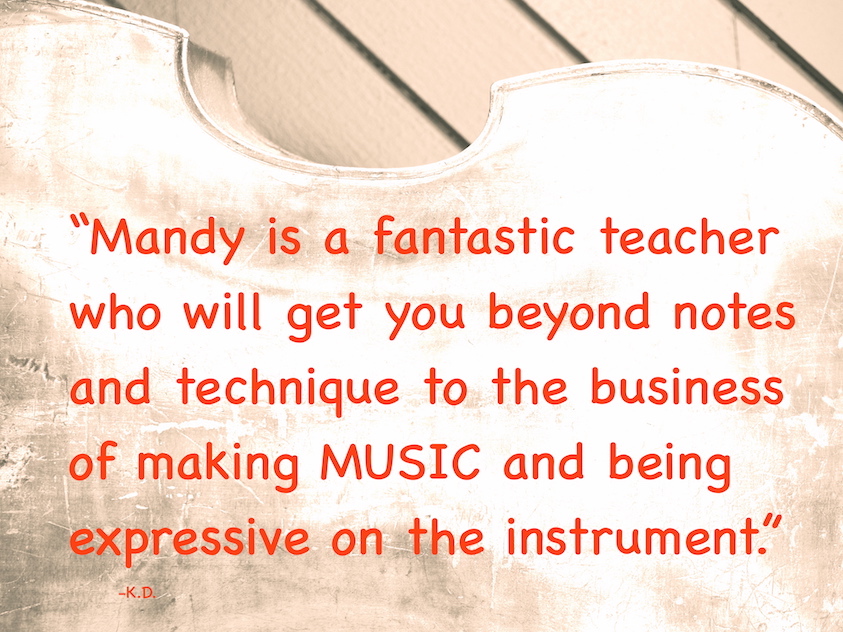 “Mandy is a fantastic teacher
who will get you beyond notes
and technique to the business
of making MUSIC and being
expressive on the instrument.”
-K.D.